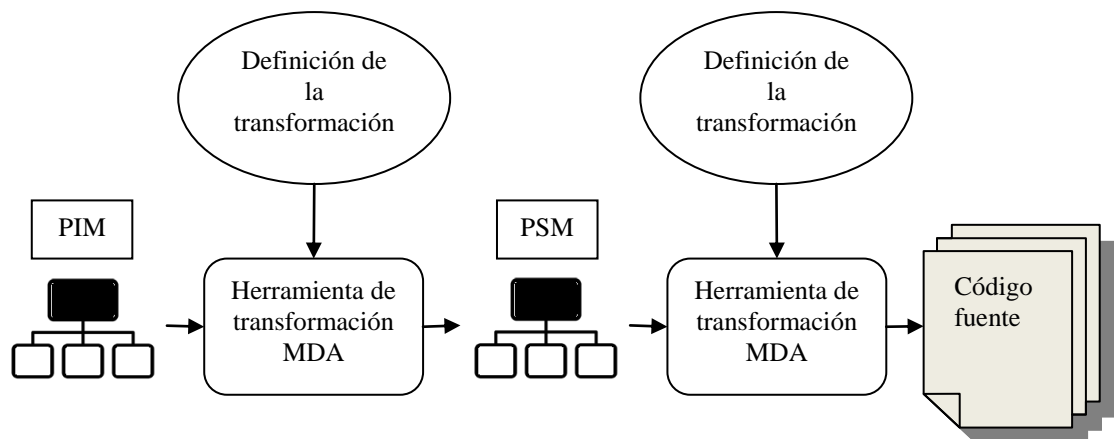 Definición de
la
transformación
Definición de
la
transformación
PIM
PSM
Herramienta de
transformación
MDA
Herramienta de
transformación
MDA
Código
fuente